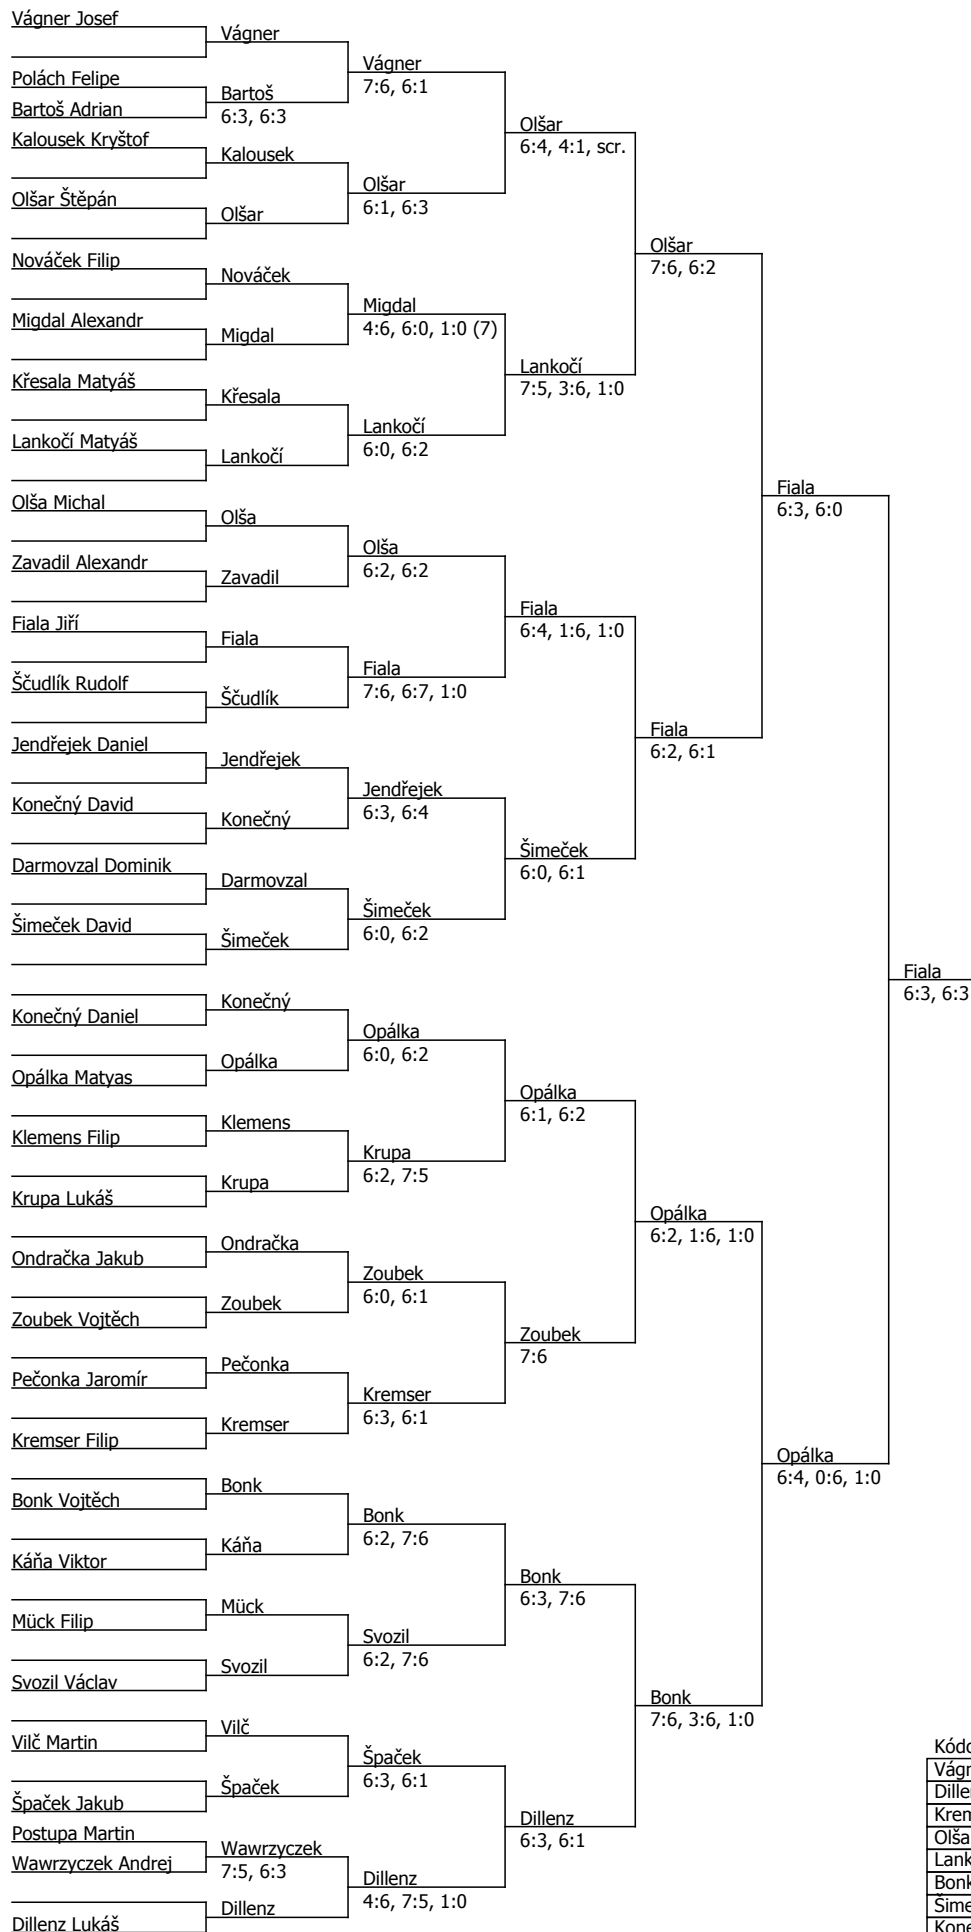 Vágner Josef
Polách Felipe
Bartoš Adrian
Kalousek Kryštof
Olšar Štěpán
Nováček Filip
Migdal Alexandr
Křesala Matyáš
Lankočí Matyáš
Olša Michal
Zavadil Alexandr
Fiala Jiří
Ščudlík Rudolf
Jendřejek Daniel
Konečný David
Darmovzal Dominik
Šimeček David
Konečný Daniel
Opálka Matyas
Klemens Filip
Krupa Lukáš
Ondračka Jakub
Zoubek Vojtěch
Pečonka Jaromír
Kremser Filip
Bonk Vojtěch
Káňa Viktor
Mück Filip
Svozil Václav
Vilč Martin
Špaček Jakub
Postupa Martin
Wawrzyczek Andrej
Dillenz Lukáš
Vágner
Bartoš
6:3, 6:3
Kalousek
Olšar
Nováček
Migdal
Křesala
Lankočí
Olša
Zavadil
Fiala
Ščudlík
Jendřejek
Konečný
Darmovzal
Šimeček
Konečný
Opálka
Klemens
Krupa
Ondračka
Zoubek
Pečonka
Kremser
Bonk
Káňa
Mück
Svozil
Vilč
Špaček
Wawrzyczek
7:5, 6:3
Dillenz
Vágner
7:6, 6:1
Olšar
6:1, 6:3
Migdal
4:6, 6:0, 1:0 (7)
Lankočí
6:0, 6:2
Olša
6:2, 6:2
Fiala
7:6, 6:7, 1:0
Jendřejek
6:3, 6:4
Šimeček
6:0, 6:2
Opálka
6:0, 6:2
Krupa
6:2, 7:5
Zoubek
6:0, 6:1
Kremser
6:3, 6:1
Bonk
6:2, 7:6
Svozil
6:2, 7:6
Špaček
6:3, 6:1
Dillenz
4:6, 7:5, 1:0
Olšar
6:4, 4:1, scr.
Lankočí
7:5, 3:6, 1:0
Fiala
6:4, 1:6, 1:0
Šimeček
6:0, 6:1
Opálka
6:1, 6:2
Zoubek
7:6
Bonk
6:3, 7:6
Dillenz
6:3, 6:1
Olšar
7:6, 6:2
Fiala
6:2, 6:1
Opálka
6:2, 1:6, 1:0
Bonk
7:6, 3:6, 1:0
Fiala
6:3, 6:0
Opálka
6:4, 0:6, 1:0
Fiala
6:3, 6:3